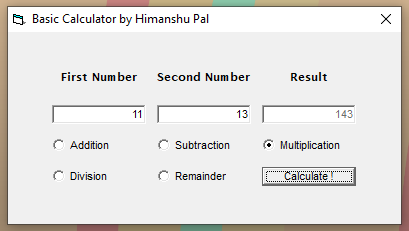 Basic Calculator by Himanshu Pal
First Number Second Number Result
11 13 143
Addition Subtraction Multiplication
Division Remainder Calculate !